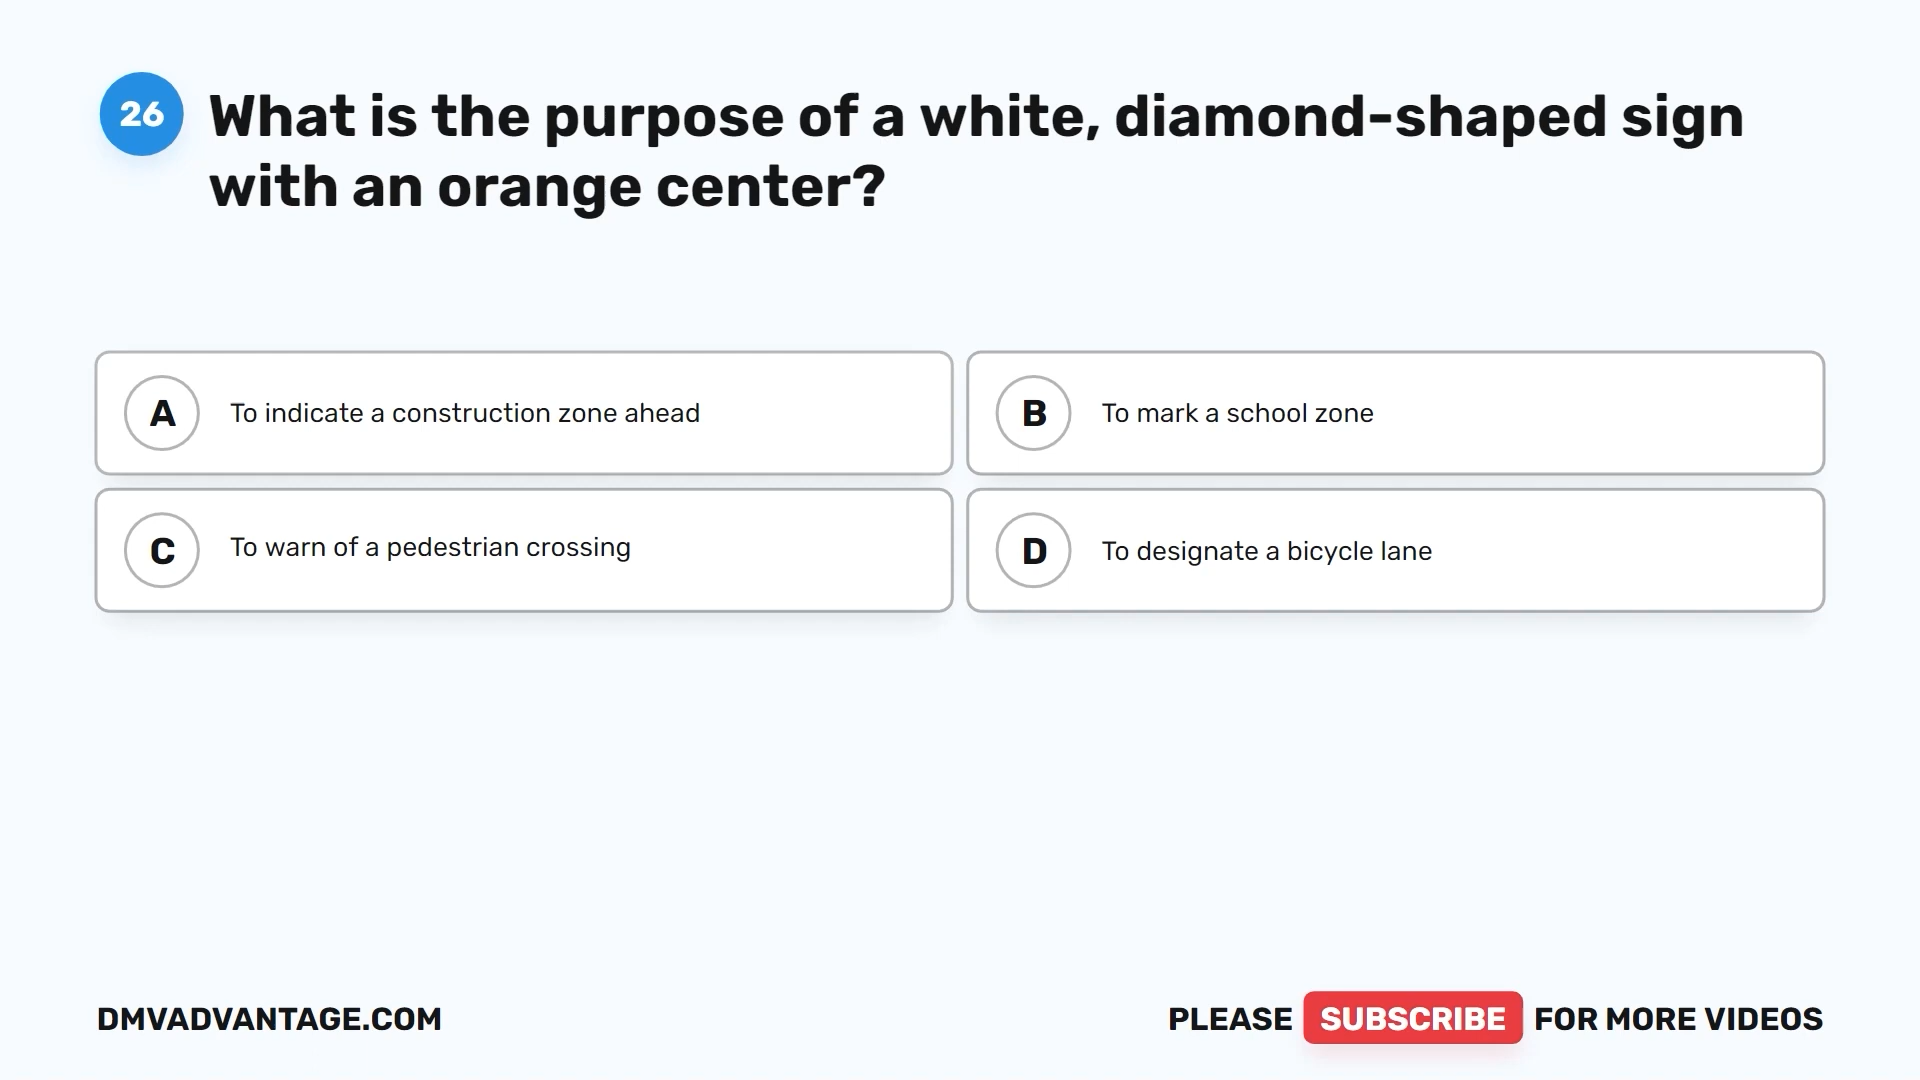 26
What is the purpose of a white, diamond-shaped sign
with an orange center?
A To indicate a construction zone ahead
B To mark a school zone
C To warn of a pedestrian crossing
D To designate a bicycle lane
DMVADVANTAGE.COM
PLEASE SUBSCRIBE FOR MORE VIDEOS